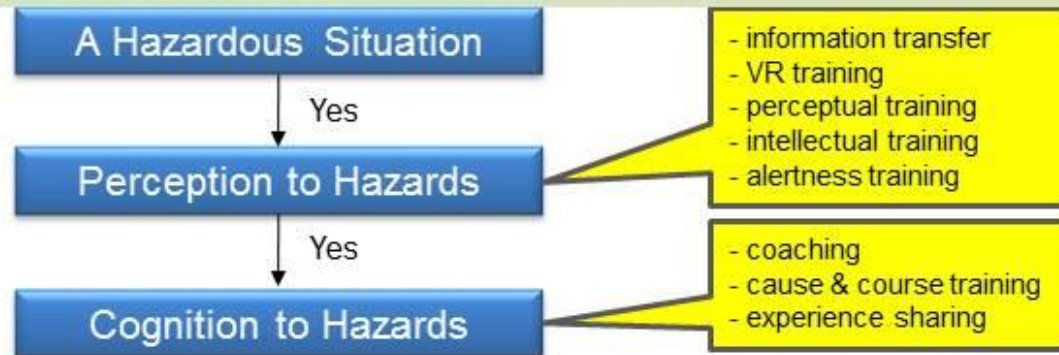 A Hazardous Situation
- information transfer
- VR training
- perceptual training
- intellectual training
- alertness training
Yes
Perception to Hazards
Yes
- coaching
- cause & course training
- experience sharing
Cognition to Hazards